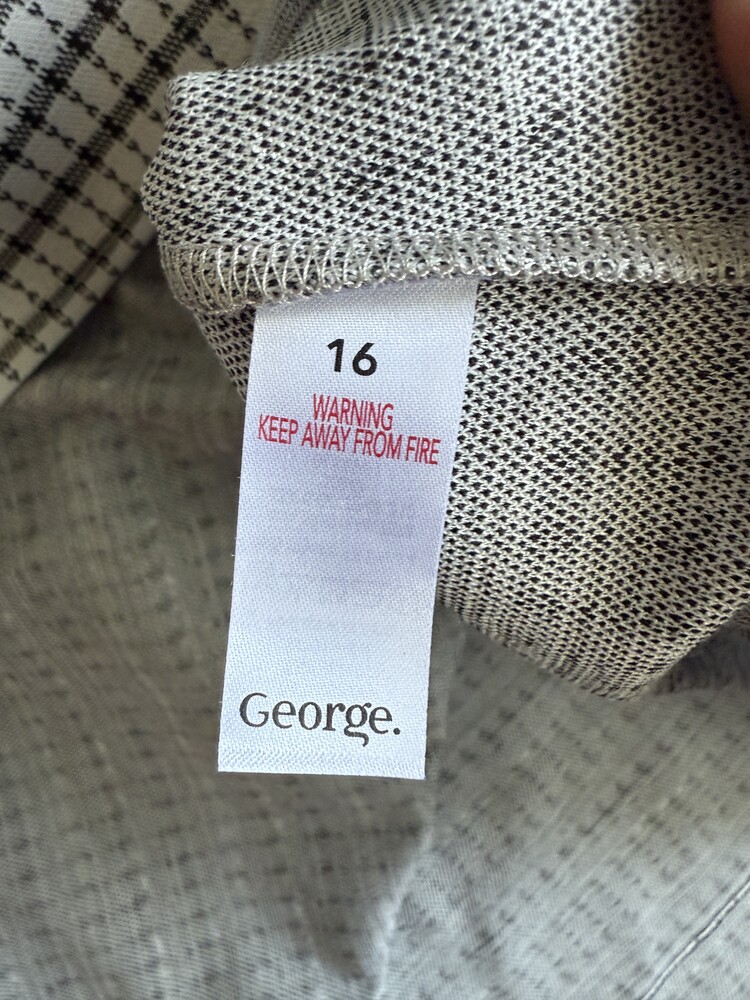 16
WARNING
KEEP AWAY FROM FIRE
George.